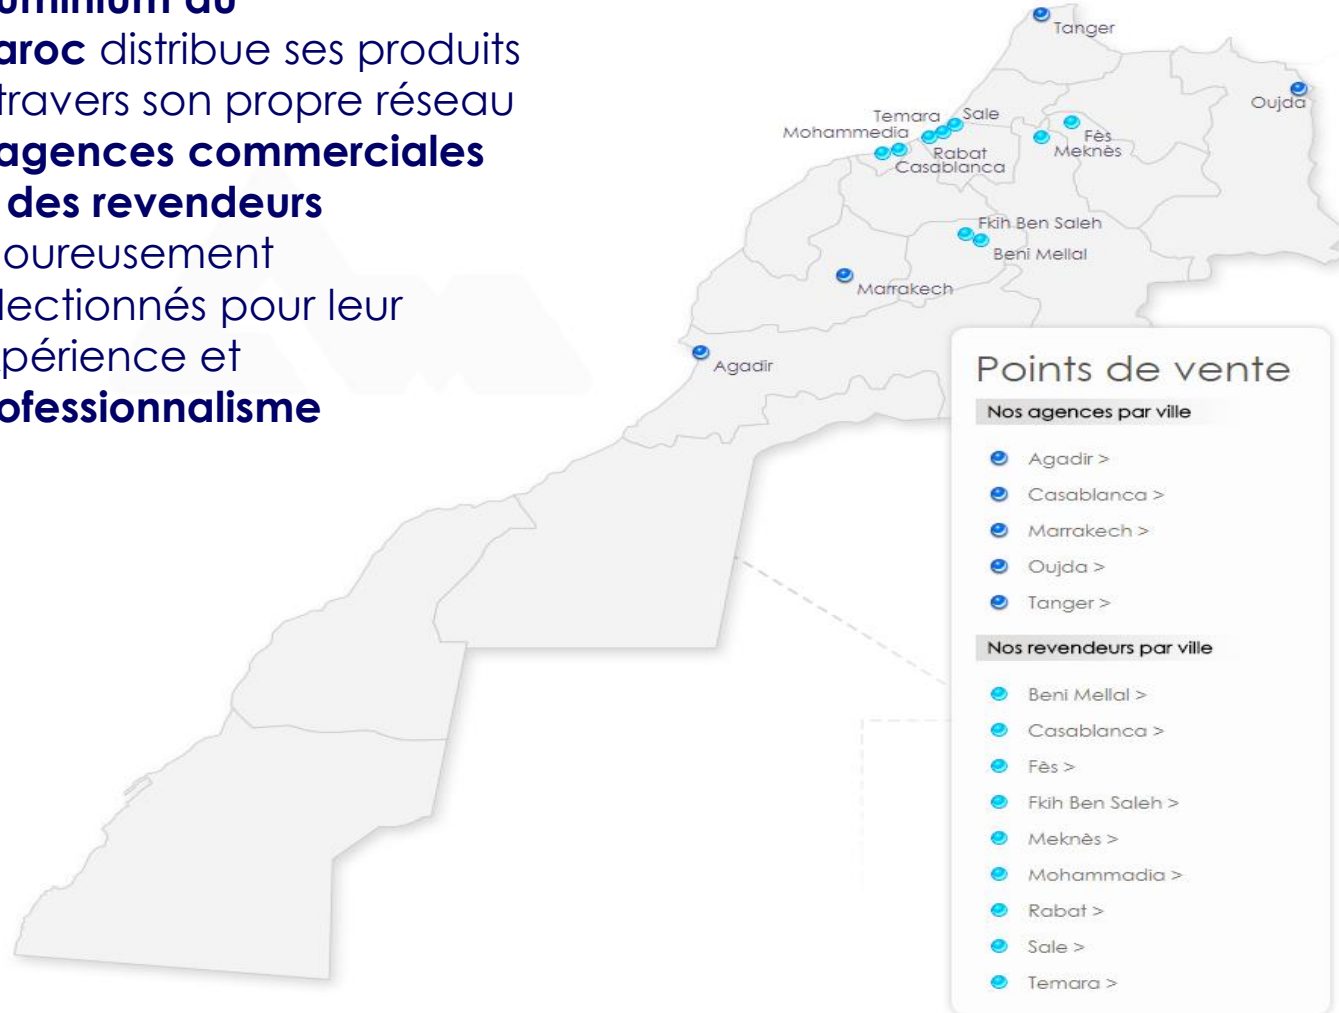 uminium du
aroc distribue ses produits
travers son propre réseau
agences commerciales
des revendeurs
oureusement
lectionnés pour leur
périence et
ofessionnalisme
Tanger
Oujda
Temara
Sale
Mohammedia
Rabat
Casablanca
Fès
Meknès
Fkih Ben Saleh
Beni Mellal
Marrakech
Agadir
Points de vente
Nos agences par ville
Agadir >
Casablanca >
Marrakech >
Oujda >
Tanger >
Nos revendeurs par ville
Beni Mellal >
Casablanca >
Fès >
Fkih Ben Saleh >
Meknès >
Mohammadia >
Rabat >
Sale >
Temara >